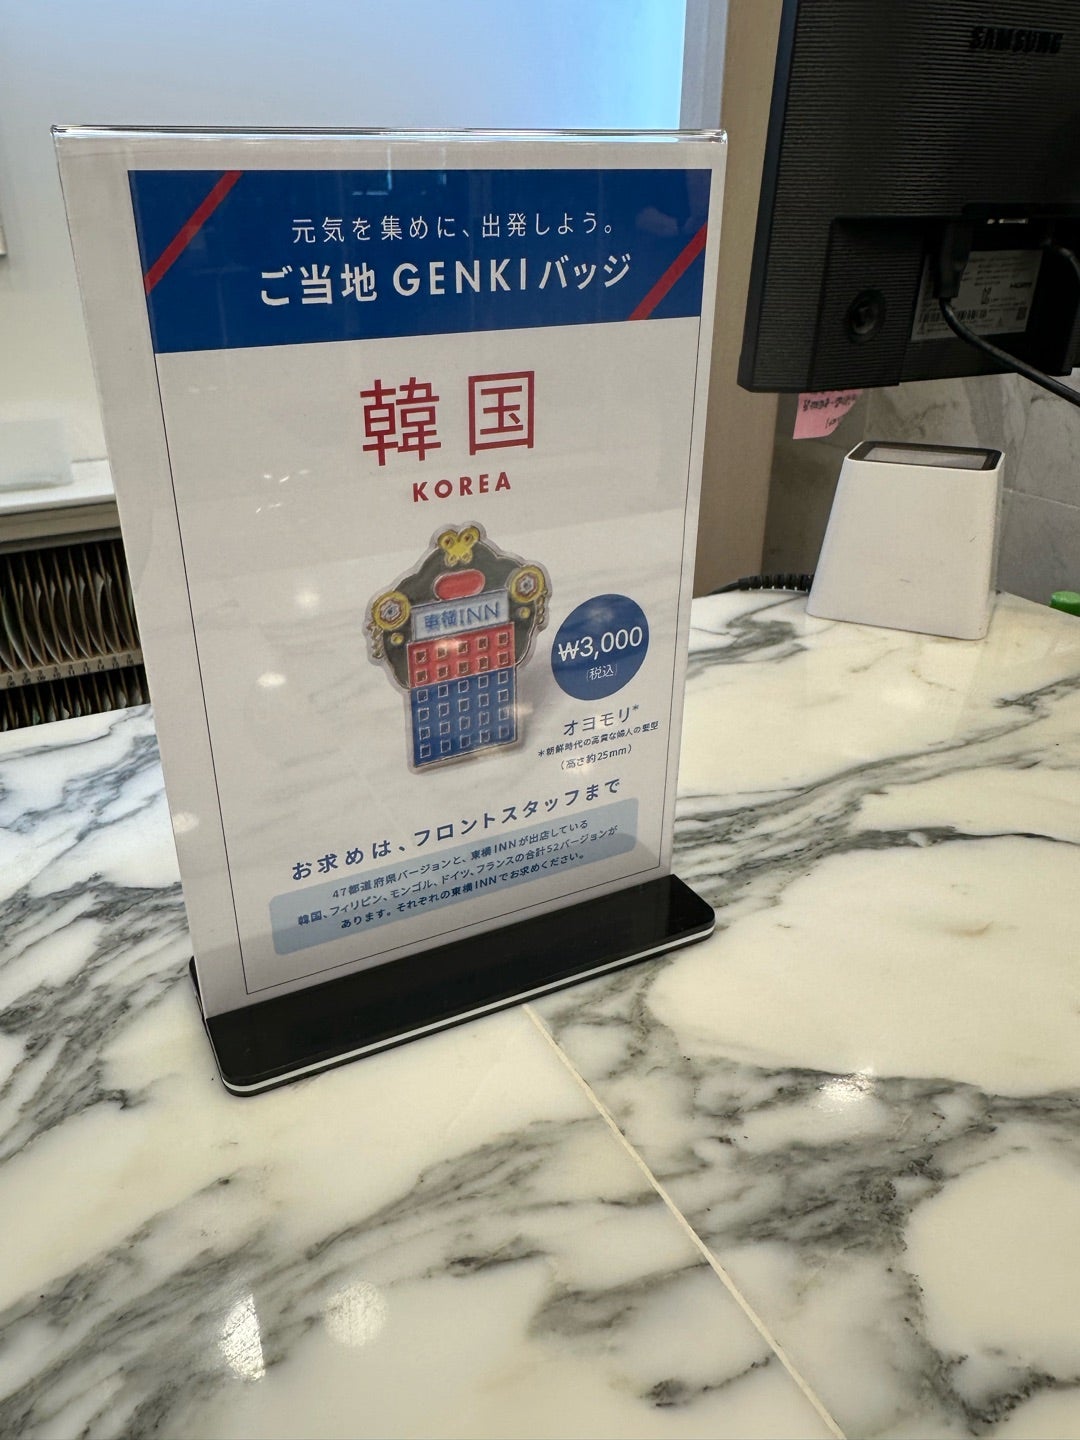 元気を集めに、出発しよう。
ご当地 GENKIバッジ
韓国
KOREA
東横INN
₩3,000
(税込)
オヨモリ*
*朝鮮時代の高貴な婦人の髪型
(高さ約25mm)
お求めは、フロントスタッフまで
47都道府県バージョンと、東横INNが出店している
韓国、フィリピン、モンゴル、ドイツ、フランスの合計52バージョンが
あります。それぞれの東横INNでお求めください。
SAMSUNG
HDMI